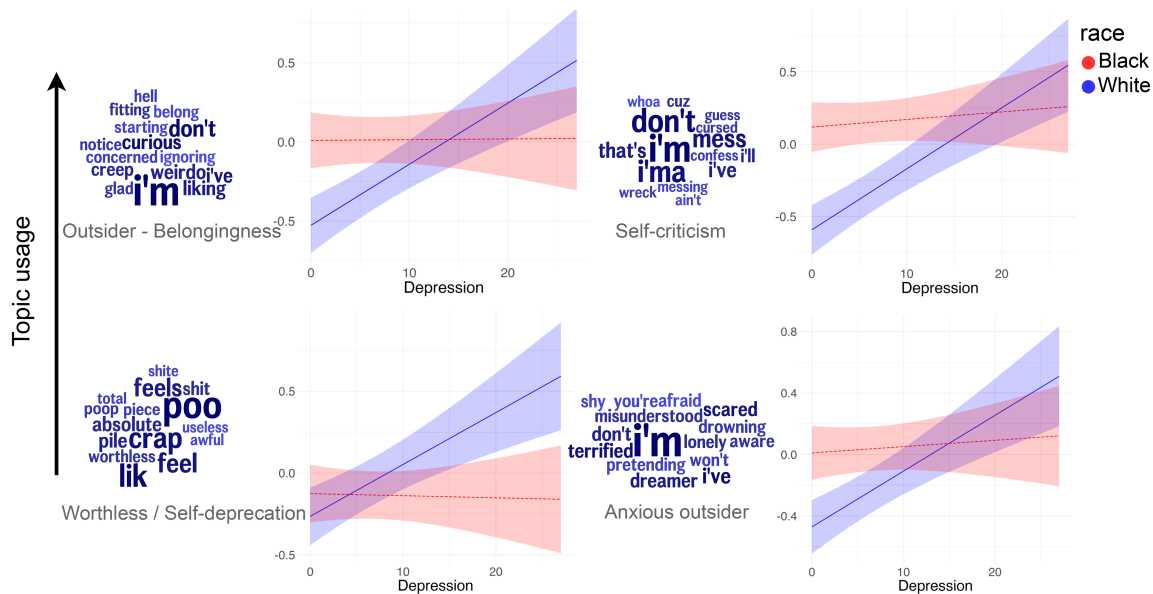 race
Black
White
Topic usage
hell
fitting belong
starting don't
notice curious
concerned ignoring
creep weirdo i've
glad i'm liking
Outsider - Belongingness
0.5
0.0
-0.5
0
10
20
Depression
whoa cuz
don't guess
cursed
that's i'm mess
confess i'll
i'ma i've
wreck messing
ain't
Self-criticism
0.5
0.0
-0.5
0
10
20
Depression
shite
feels shit
total
poop piece poo
absolute useless
pile crap awful
worthless feel
lik
Worthless / Self-deprecation
0.5
0.0
-0.5
0
10
20
Depression
shy you're afraid
misunderstood scared
don't i'm drowning
terrified lonely aware
pretending won't
dreamer i've
Anxious outsider
0.8
0.4
0.0
-0.4
0
10
20
Depression